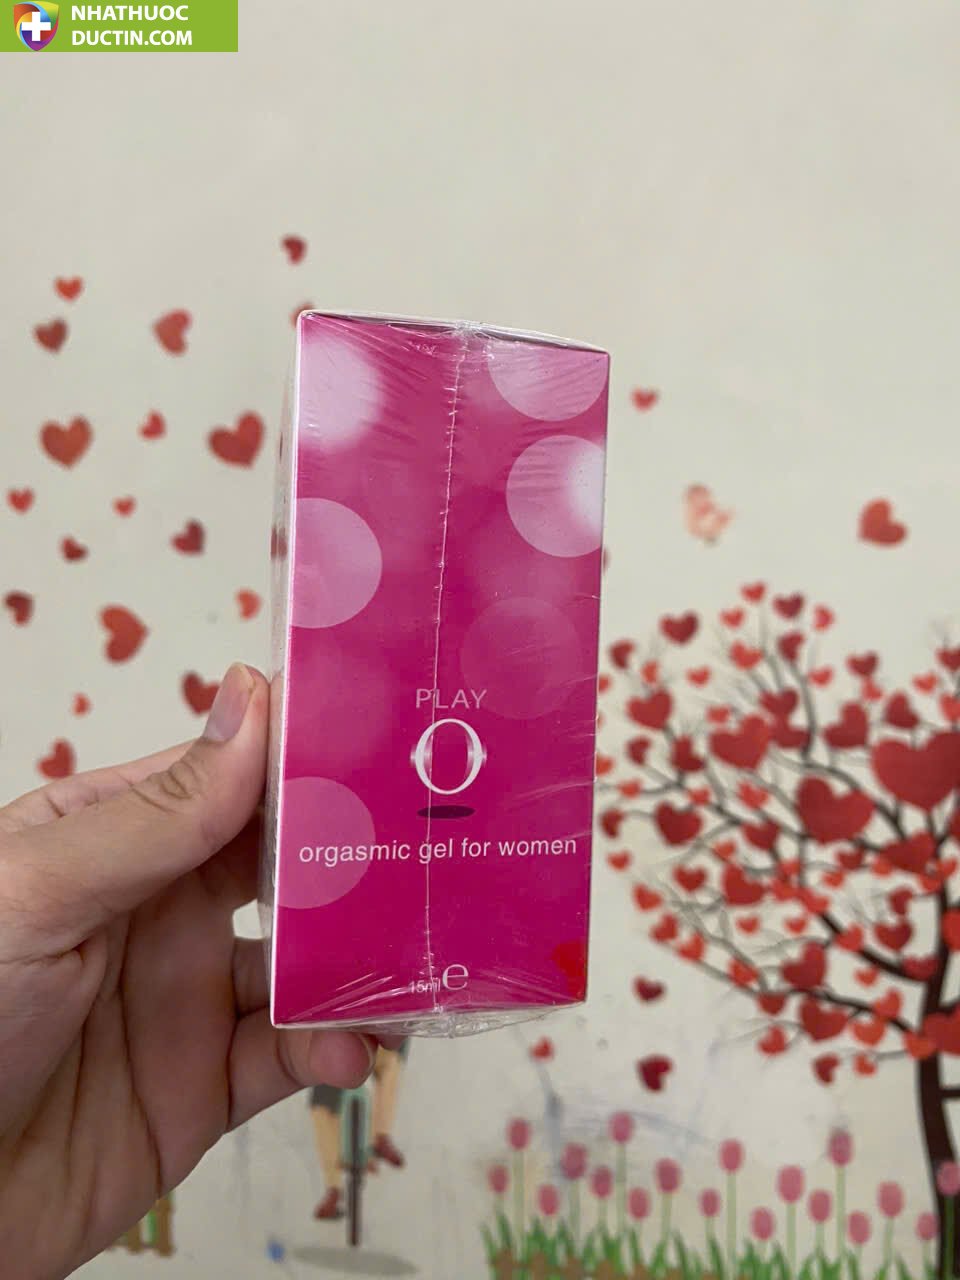 NHATHUOC
DUCTIN.COM
PLAY
O
orgasmic gel for women
15ml e